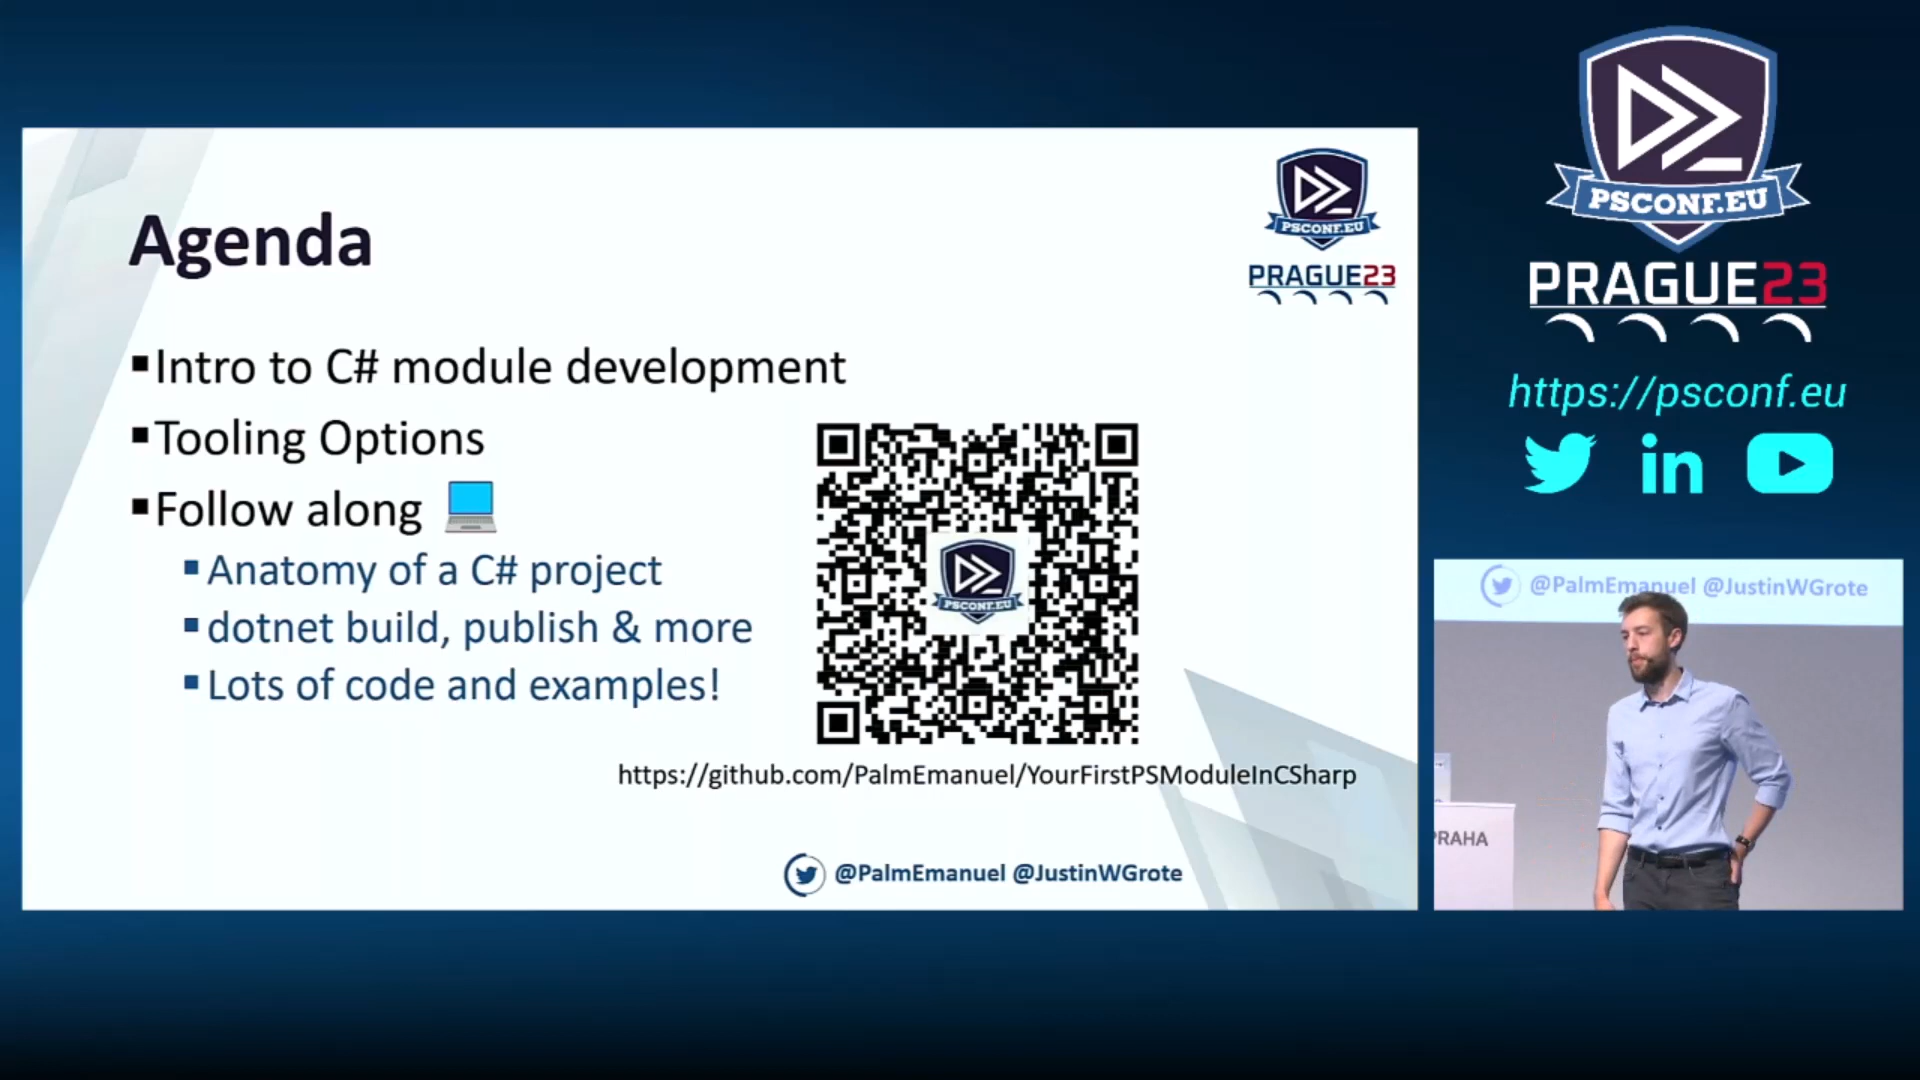 Agenda
PSCONF.EU
PRAGUE23
▪Intro to C# module development
▪Tooling Options
▪Follow along
▪Anatomy of a C# project
▪dotnet build, publish & more
▪Lots of code and examples!
PSCONF.EU
https://github.com/PalmEmanuel/YourFirstPSModuleInCSharp
@PalmEmanuel @JustinWGrote
PSCONF.EU
PRAGUE23
https://psconf.eu
in
@PalmEmanuel @JustinWGrote
PRAHA